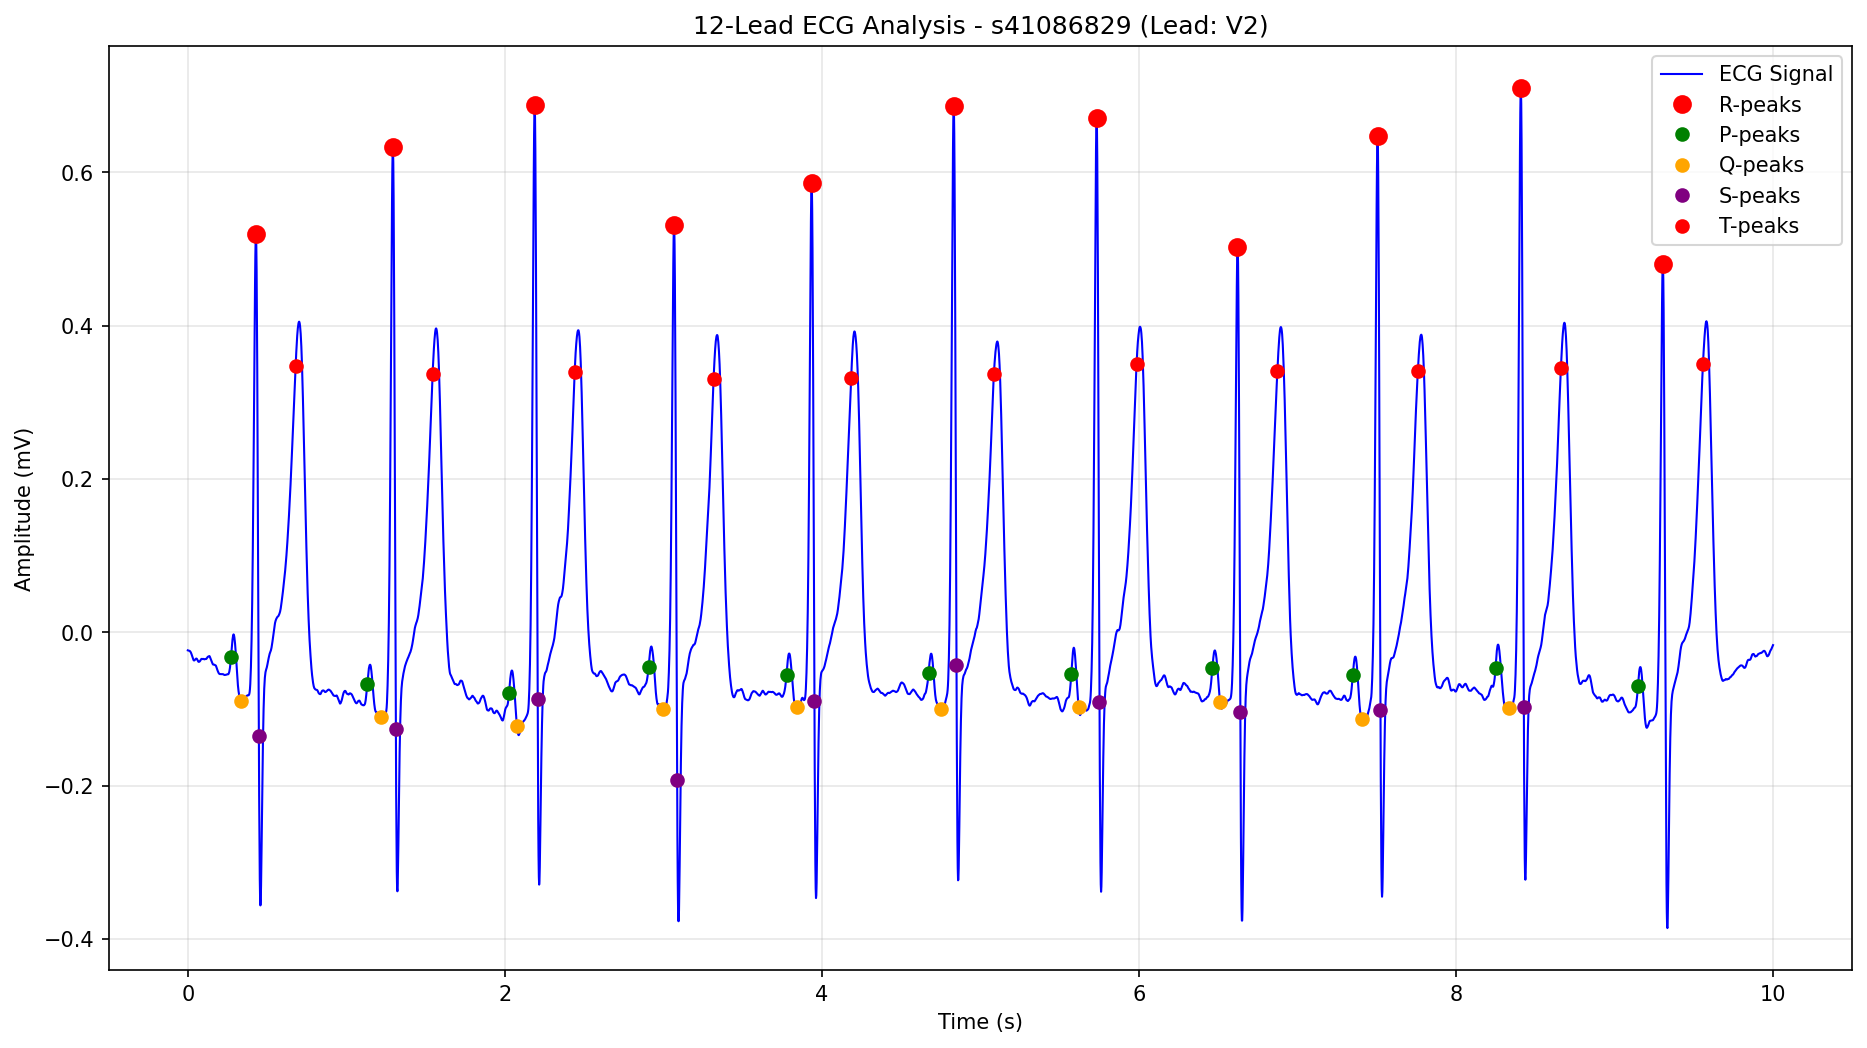 12-Lead ECG Analysis - s41086829 (Lead: V2)
ECG Signal
R-peaks
P-peaks
Q-peaks
S-peaks
T-peaks
Amplitude (mV)
0.6
0.4
0.2
0.0
−0.2
−0.4
0 2 4 6 8 10
Time (s)